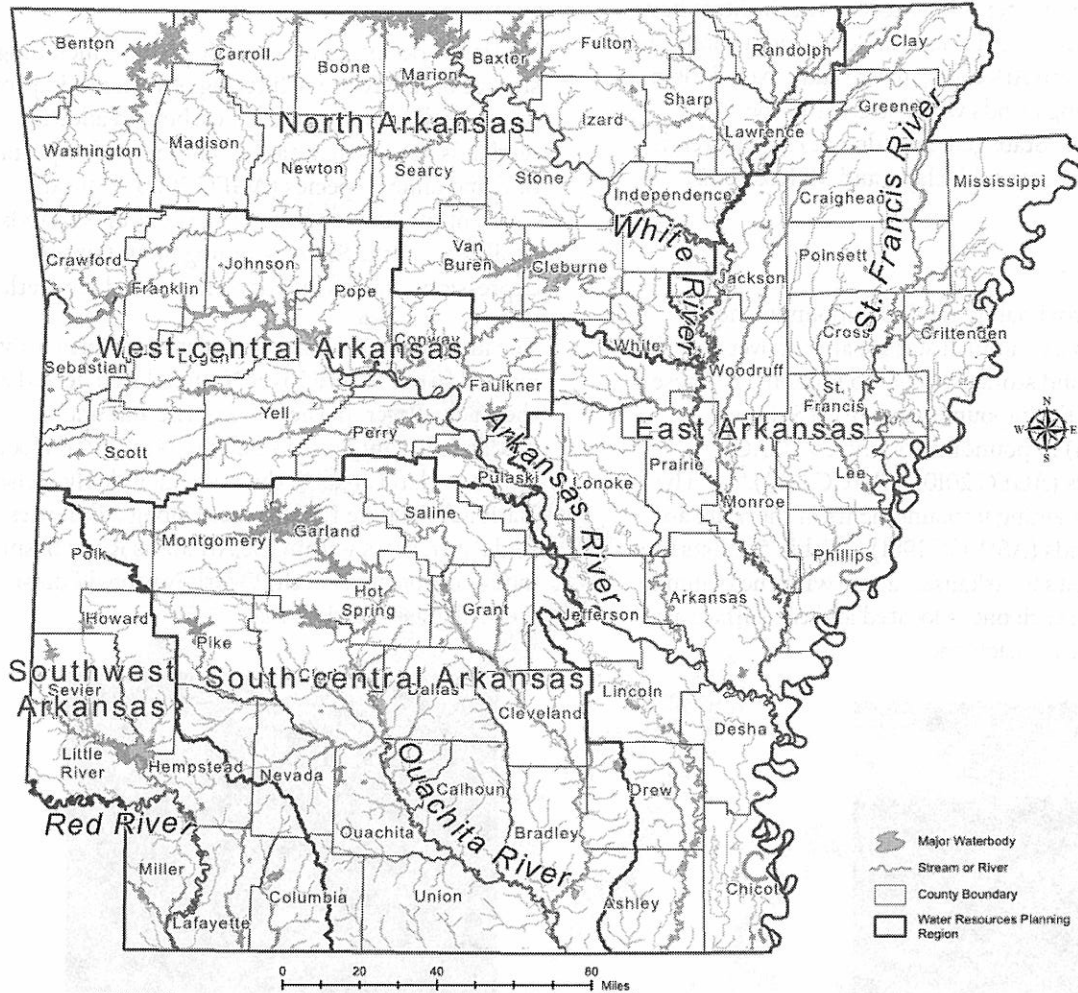 Benton
Carroll
Boone
Marion
Baxter
Fulton
Randolph
Clay
Sharp
Greene
Izard
Lawrence
North Arkansas
Washington
Madison
Newton
Searcy
Stone
Independence
Craighead
Mississippi
St. Francis River
White River
Van
Buren
Cleburne
Jackson
Poinsett
Crawford
Franklin
Johnson
Pope
Conway
West-central Arkansas
Logan
Sebastian
White
Woodruff
Cross
Crittenden
Faulkner
St.
Francis
Yell
Perry
East Arkansas
Scott
Arkansas River
Pulaski
Lonoke
Prairie
Lee
Monroe
N
W E
S
Saline
Garland
Montgomery
Polk
Phillips
Hot
Spring
Grant
Jefferson
Arkansas
Howard
Pike
Clark
Southwest
Arkansas
South-central Arkansas
Sevier
Dallas
Cleveland
Lincoln
Desha
Little
River
Hempstead
Nevada
Ouachita River
Calhoun
Drew
Red River
Ouachita
Bradley
Miller
Columbia
Union
Lafayette
Ashley
Chicot
Major Waterbody
Stream or River
County Boundary
Water Resources Planning
Region
0 20 40 80
Miles